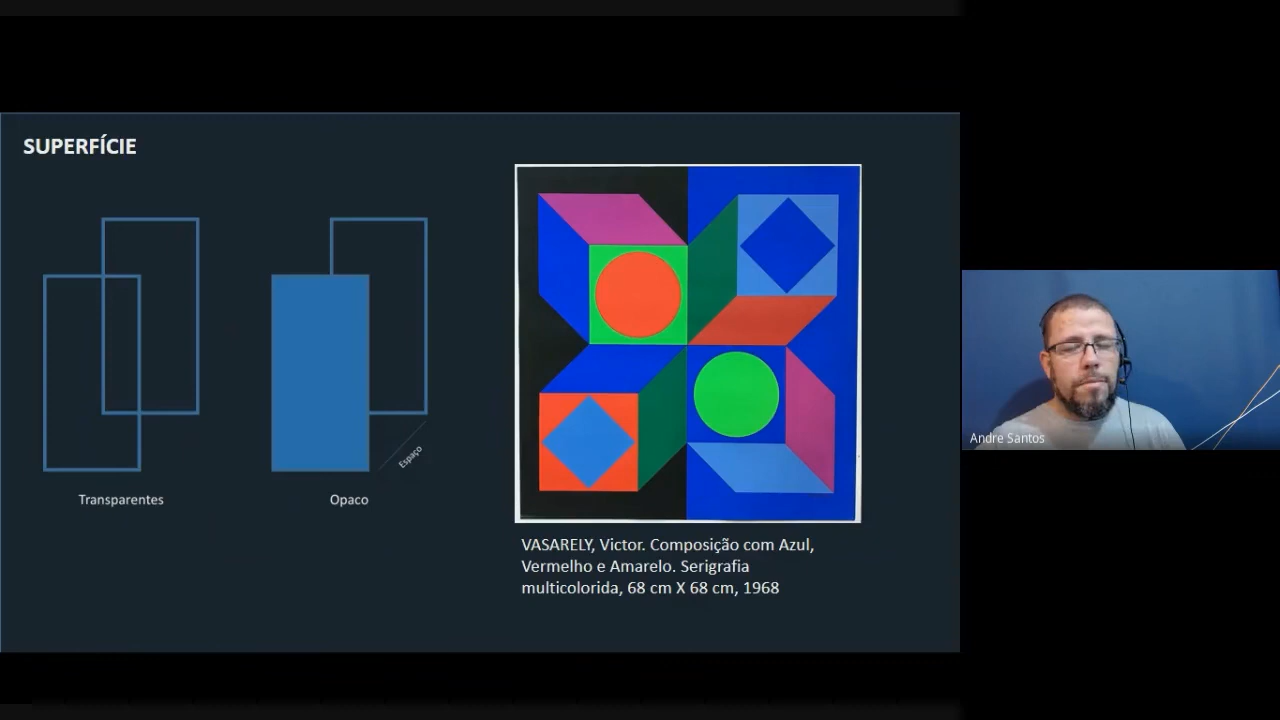 SUPERFÍCIE
Transparentes
Opaco
Espaço
VASARELY, Victor. Composição com Azul,
Vermelho e Amarelo. Serigrafia
multicolorida, 68 cm X 68 cm, 1968
Andre Santos